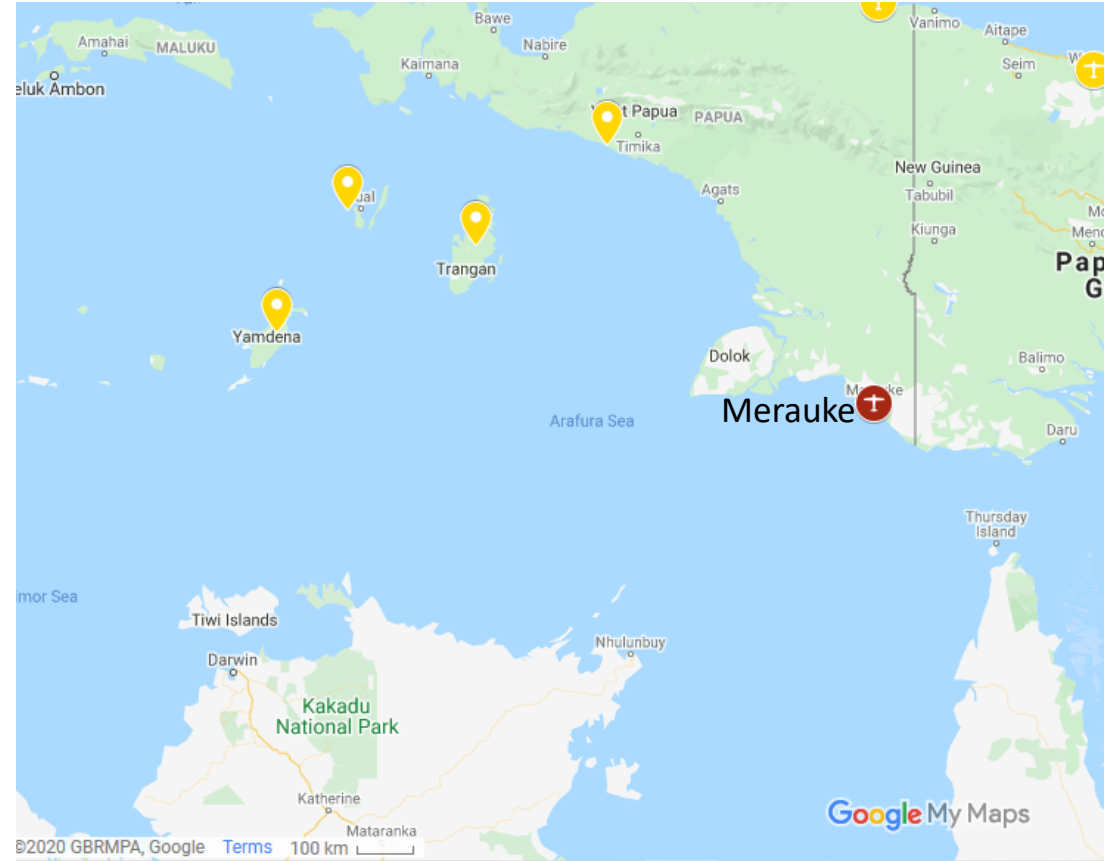 Bawe
Vanimo
Aitape
Amahai
MALUKU
Nabire
Kaimana
Seim
eluk Ambon
t Papua
PAPUA
Timika
New Guinea
Agats
Tabubil
ual
Kiunga
Pap
G
Trangan
Yamdena
Dolok
Balimo
Merauke
Arafura Sea
Daru
Thursday
Island
mor Sea
Tiwi Islands
Nhulunbuy
Darwin
Kakadu
National Park
Katherine
Google My Maps
Mataranka
©2020 GBRMPA, Google Terms 100 km